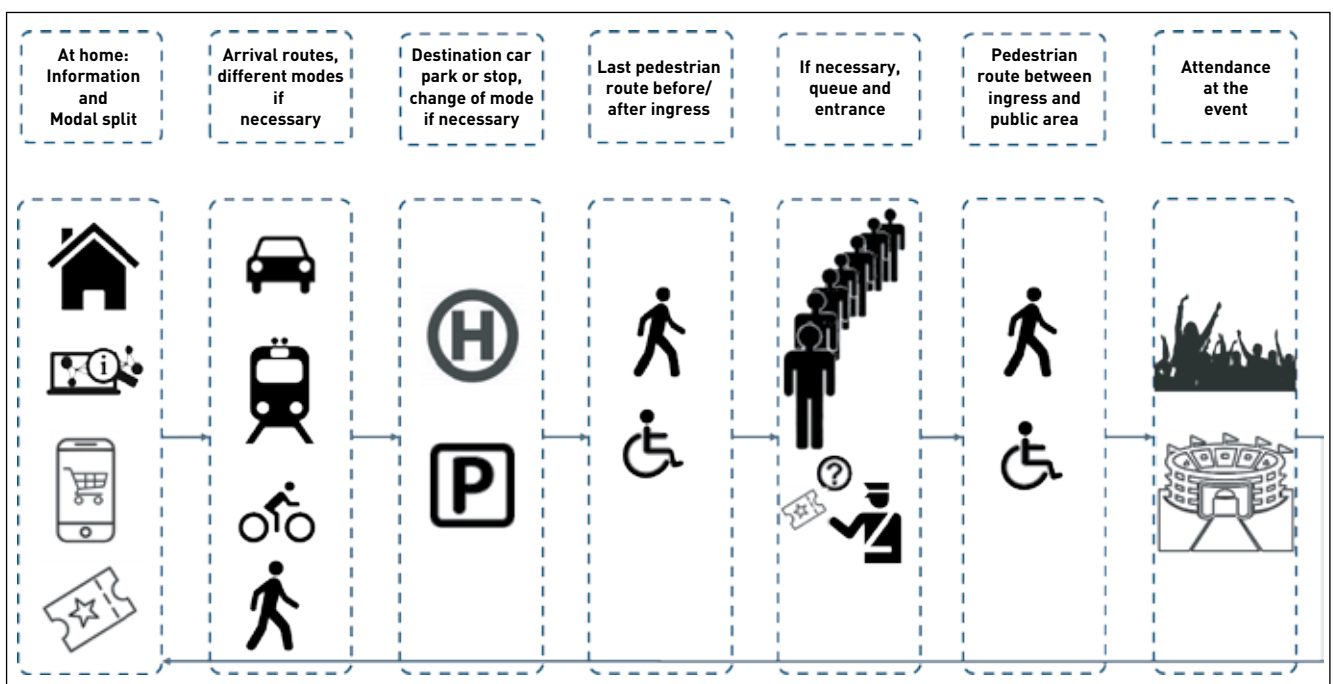 At home:
Information
and
Modal split
Arrival routes,
different modes
if
necessary
Destination car
park or stop,
change of mode
if necessary
Last pedestrian
route before/
after ingress
If necessary,
queue and
entrance
Pedestrian
route between
ingress and
public area
Attendance
at the
event
i
H
P
?